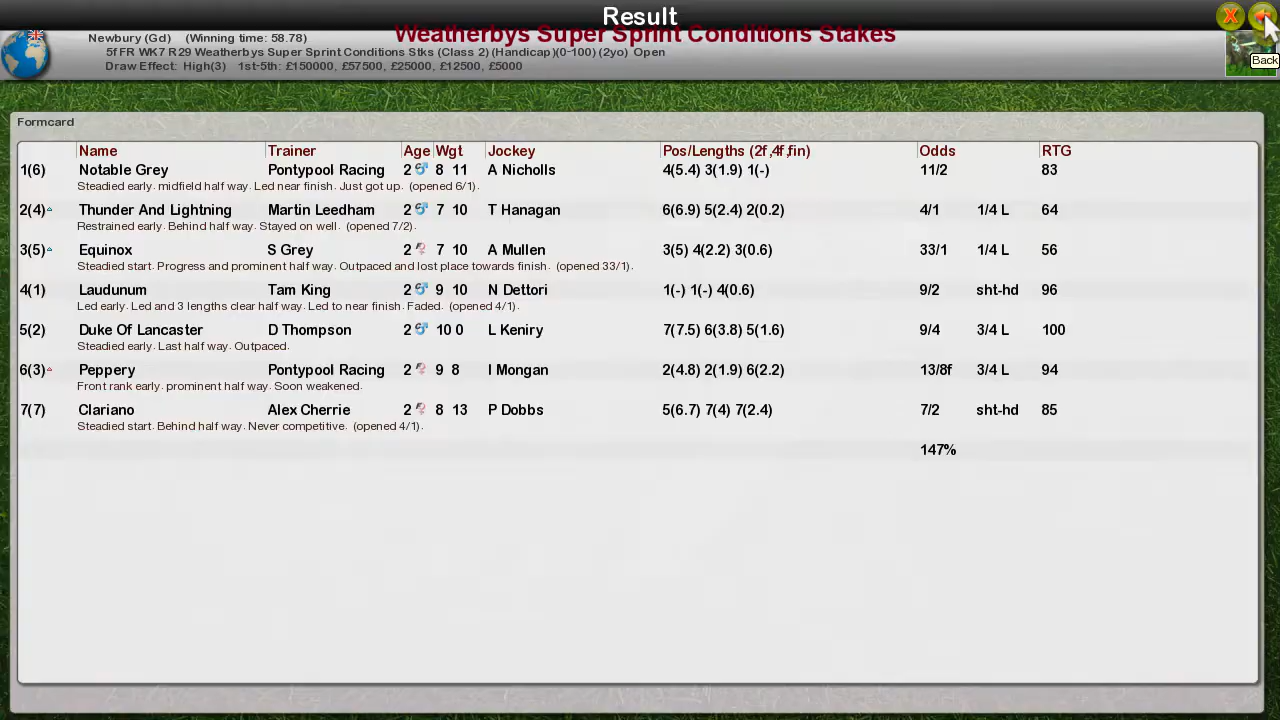 Result
Weatherbys Super Sprint Conditions Stakes
Newbury (Gd) (Winning time: 58.78)
5f FR WK7 R29 Weatherbys Super Sprint Conditions Stks (Class 2) (Handicap)(0-100) (2yo) Open
Draw Effect: High(3) 1st-5th: £150000, £57500, £25000, £12500, £5000
Back
Formcard
Name Trainer Age Wgt Jockey Pos/Lengths (2f,4f,fin) Odds RTG
1(6) Notable Grey Pontypool Racing 2 8 11 A Nicholls 4(5.4) 3(1.9) 1(-) 11/2 83
Steadied early. midfield half way. Led near finish. Just got up. (opened 6/1).
2(4) Thunder And Lightning Martin Leedham 2 7 10 T Hanagan 6(6.9) 5(2.4) 2(0.2) 4/1 1/4 L 64
Restrained early. Behind half way. Stayed on well. (opened 7/2).
3(5) Equinox S Grey 2 7 10 A Mullen 3(5) 4(2.2) 3(0.6) 33/1 1/4 L 56
Steadied start. Progress and prominent half way. Outpaced and lost place towards finish. (opened 33/1).
4(1) Laudunum Tam King 2 9 10 N Dettori 1(-) 1(-) 4(0.6) 9/2 sht-hd 96
Led early. Led and 3 lengths clear half way. Led to near finish. Faded. (opened 4/1).
5(2) Duke Of Lancaster D Thompson 2 10 0 L Keniry 7(7.5) 6(3.8) 5(1.6) 9/4 3/4 L 100
Steadied early. Last half way. Outpaced.
6(3) Peppery Pontypool Racing 2 9 8 I Mongan 2(4.8) 2(1.9) 6(2.2) 13/8f 3/4 L 94
Front rank early. prominent half way. Soon weakened.
7(7) Clariano Alex Cherrie 2 8 13 P Dobbs 5(6.7) 7(4) 7(2.4) 7/2 sht-hd 85
Steadied start. Behind half way. Never competitive. (opened 4/1).
147%